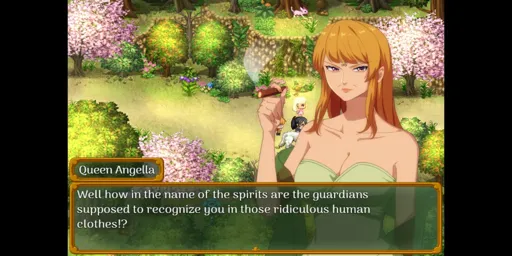 Queen Angella
Well how in the name of the spirits are the guardians
supposed to recognize you in those ridiculous human
clothes!?